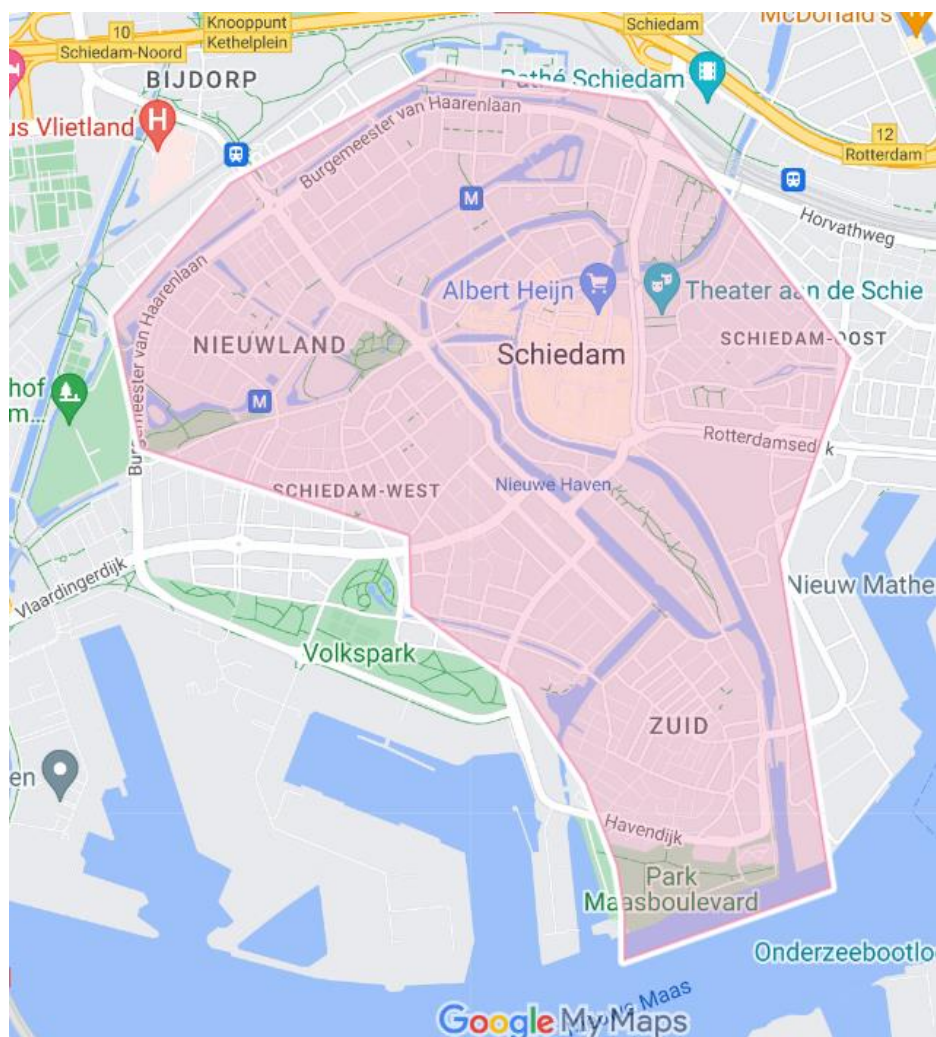 10
Schiedam-Noord
Knooppunt
Kethelplein
Schiedam
McDonald's
BIJDORP
Pathé Schiedam
us Vlietland
Burgemeester van Haarenlaan
12
Rotterdam
M
Horvathweg
Burgemeester van Haarenlaan
Albert Heijn
Theater aan de Schie
NIEUWLAND
Schiedam
SCHIEDAM-OOST
hof
m...
M
Rotterdamsedijk
SCHIEDAM-WEST
Nieuwe Haven
Vlaardingerdijk
Nieuw Mathe
Volkspark
ZUID
en
Havendijk
Park
Maasboulevard
Onderzeebootlo
Maas
Google My Maps